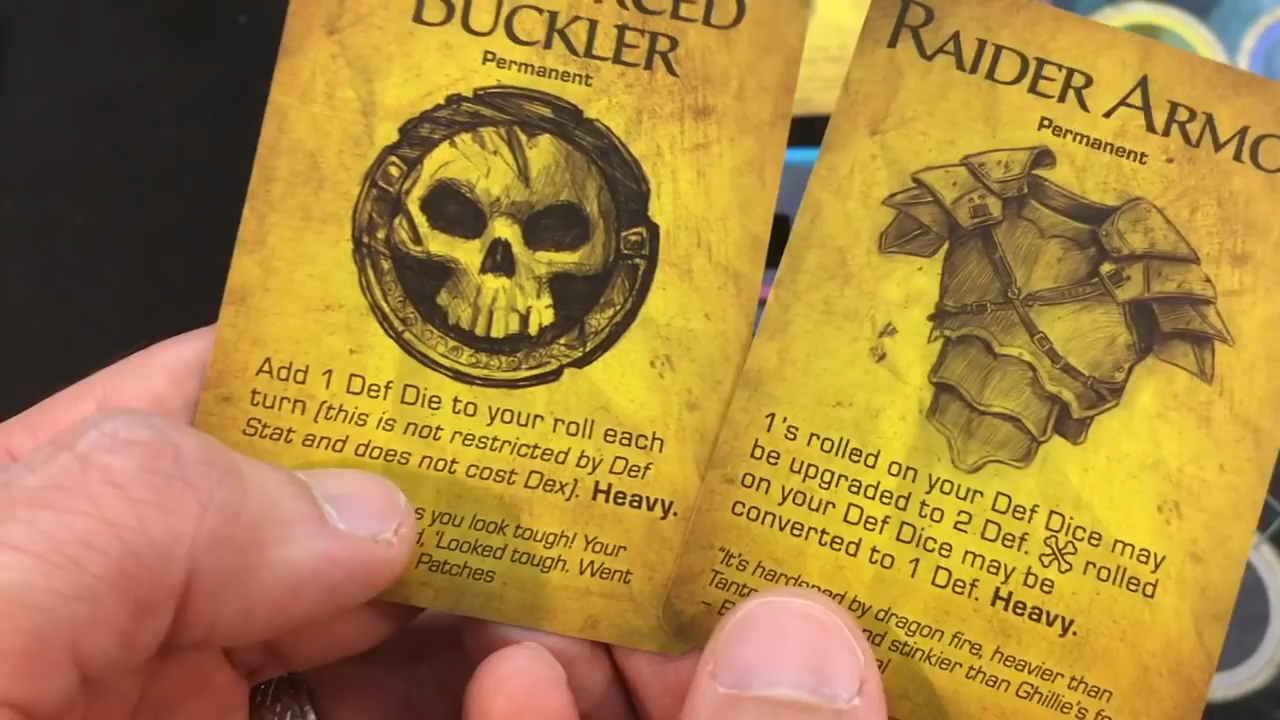 BUCKLER
Permanent
Add 1 Def Die to your roll each
turn (this is not restricted by Def
Stat and does not cost Dex). Heavy.
you look tough! Your
'Looked tough. Went
Patches
RAIDER ARMO
Permanent
1's rolled on your Def Dice may
be upgraded to 2 Def. rolled
on your Def Dice may be
converted to 1 Def. Heavy.
"It's hardened by dragon fire, heavier than
and stinkier than Ghillie's